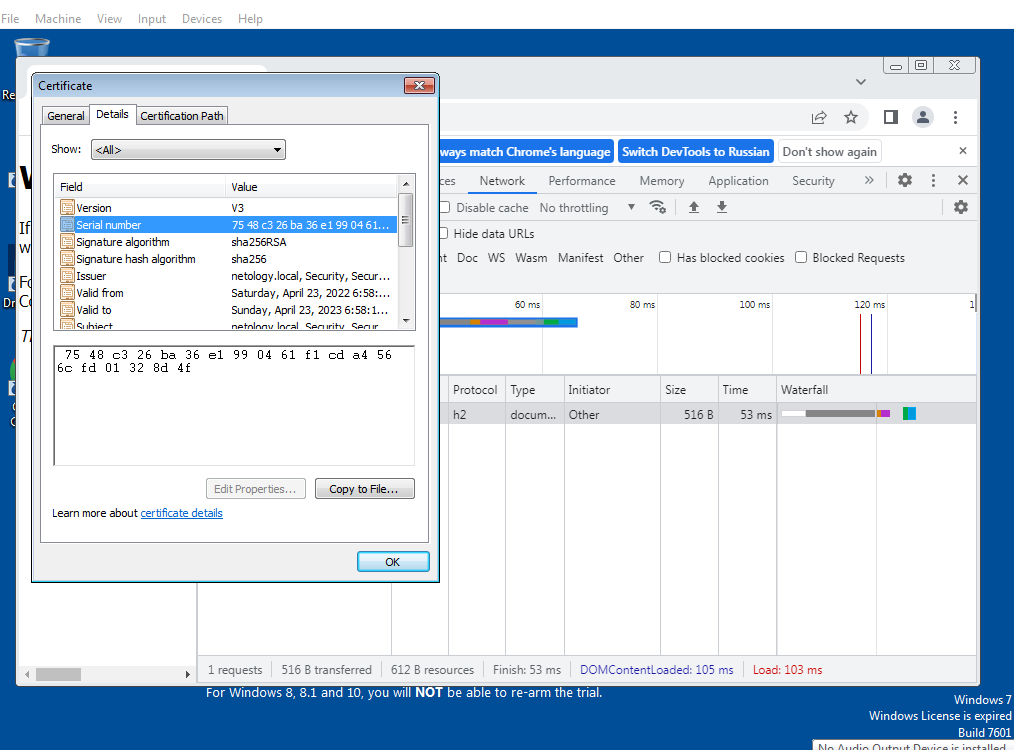 File Machine View Input Devices Help
Certificate
General Details Certification Path
Show: <All>
Field Value
Version V3
Serial number 75 48 c3 26 ba 36 e1 99 04 61...
Signature algorithm sha256RSA
Signature hash algorithm sha256
Issuer netology.local, Security, Secur...
Valid from Saturday, April 23, 2022 6:58:...
Valid to Sunday, April 23, 2023 6:58:1...
Subject netology.local, Security, Secur
75 48 c3 26 ba 36 e1 99 04 61 f1 cd a4 56
6c fd 01 32 8d 4f
Edit Properties... Copy to File...
Learn more about certificate details
OK
Re
If
w
Fo
Co
Dr
ways match Chrome's language Switch DevTools to Russian Don't show again
ces Network Performance Memory Application Security
Disable cache No throttling
Hide data URLs
nt Doc WS Wasm Manifest Other Has blocked cookies Blocked Requests
60 ms 80 ms 100 ms 120 ms 1
Protocol Type Initiator Size Time Waterfall
h2 docum... Other 516 B 53 ms
1 requests 516 B transferred 612 B resources Finish: 53 ms DOMContentLoaded: 105 ms Load: 103 ms
For Windows 8, 8.1 and 10, you will NOT be able to re-arm the trial.
Windows 7
Windows License is expired
Build 7601
No Audio Output Device is installed